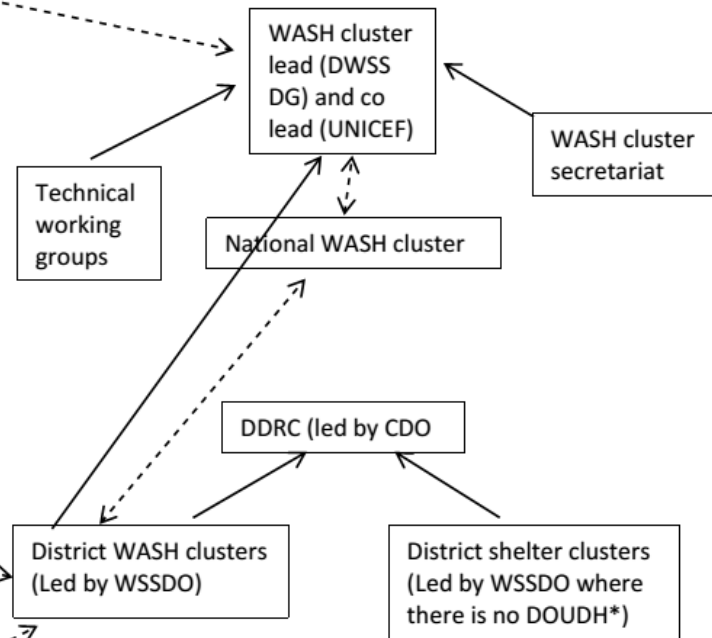 WASH cluster
lead (DWSS
DG) and co
lead (UNICEF)
WASH cluster
secretariat
Technical
working
groups
National WASH cluster
DDRC (led by CDO
District WASH clusters
(Led by WSSDO)
District shelter clusters
(Led by WSSDO where
there is no DOUDH*)